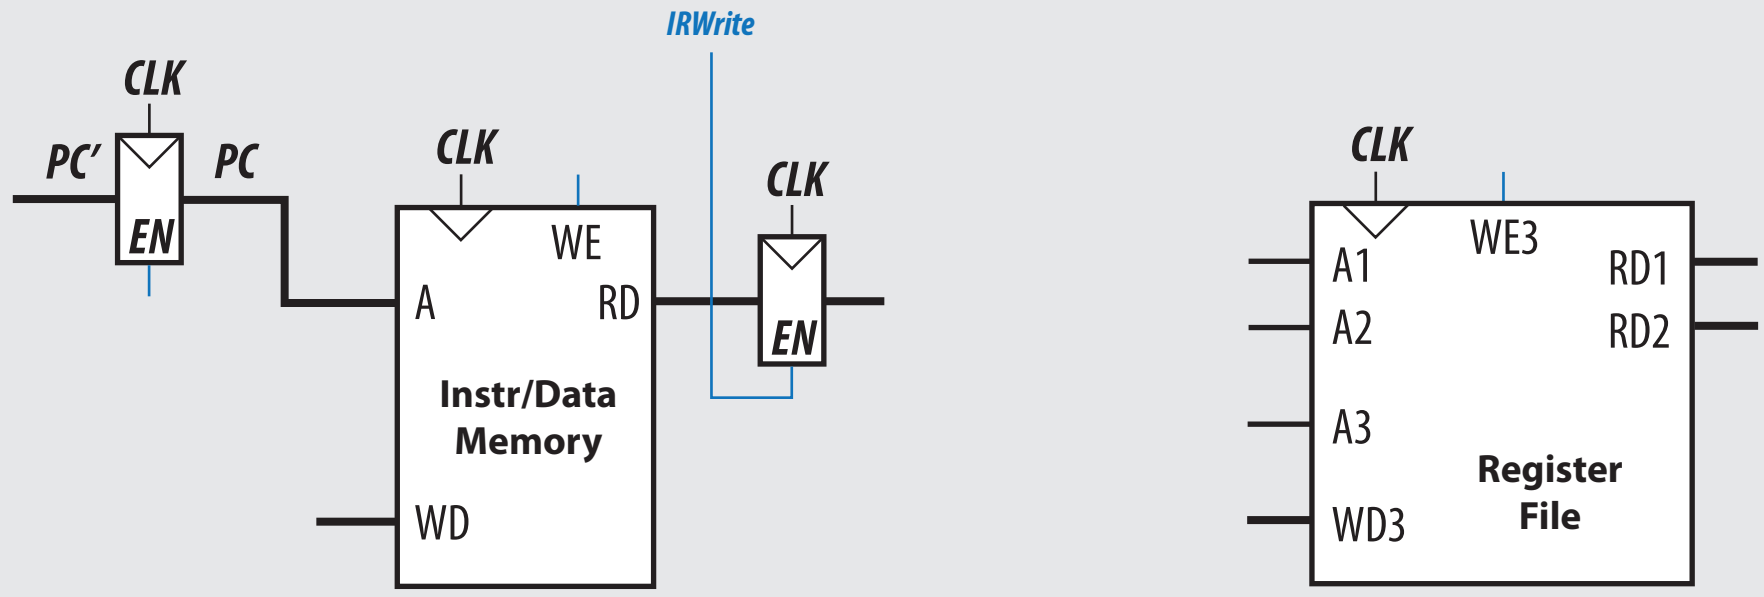 IRWrite
CLK
PC′
PC
EN
CLK
WE
A
RD
Instr/Data
Memory
WD
CLK
EN
CLK
WE3
A1
RD1
A2
RD2
A3
Register
File
WD3